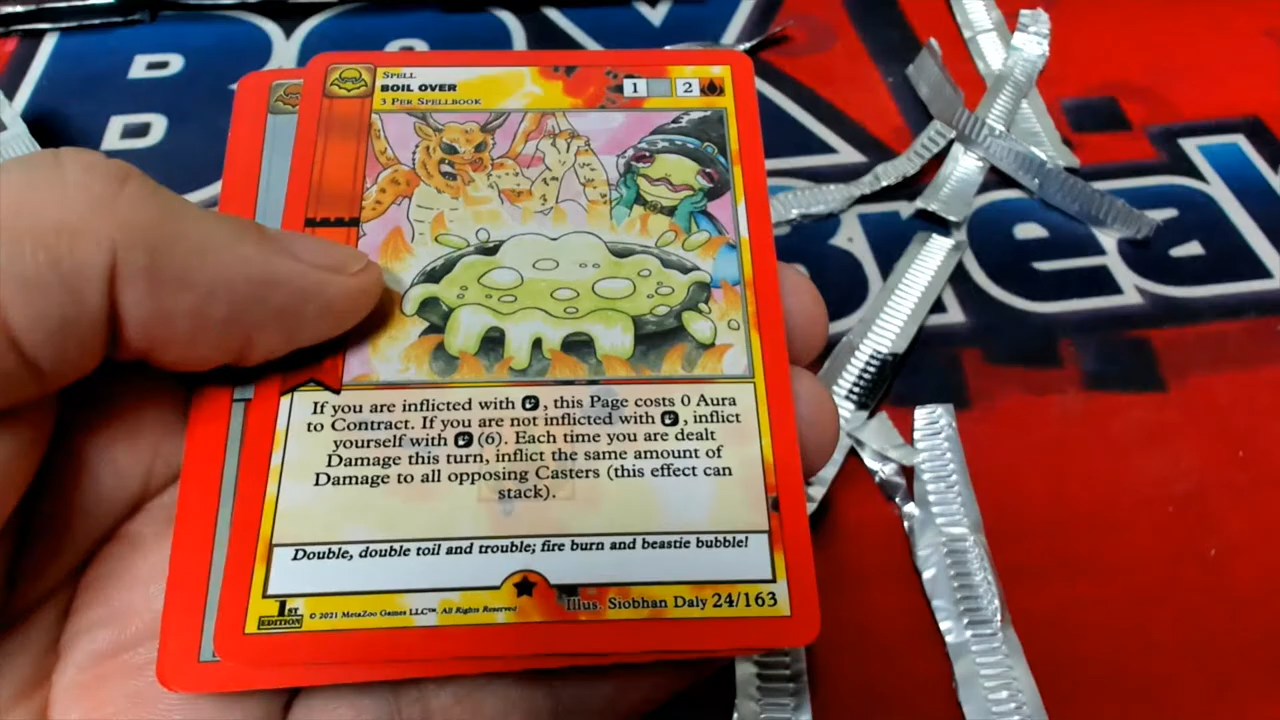 SPELL
BOIL OVER
3 PER SPELLBOOK
1 2
If you are inflicted with , this Page costs 0 Aura
to Contract. If you are not inflicted with , inflict
yourself with (6). Each time you are dealt
Damage this turn, inflict the same amount of
Damage to all opposing Casters (this effect can
stack).
Double, double toil and trouble; fire burn and beastie bubble!
1ST
EDITION
© 2021 MetaZoo Games LLC™. All Rights Reserved
Illus. Siobhan Daly 24/163